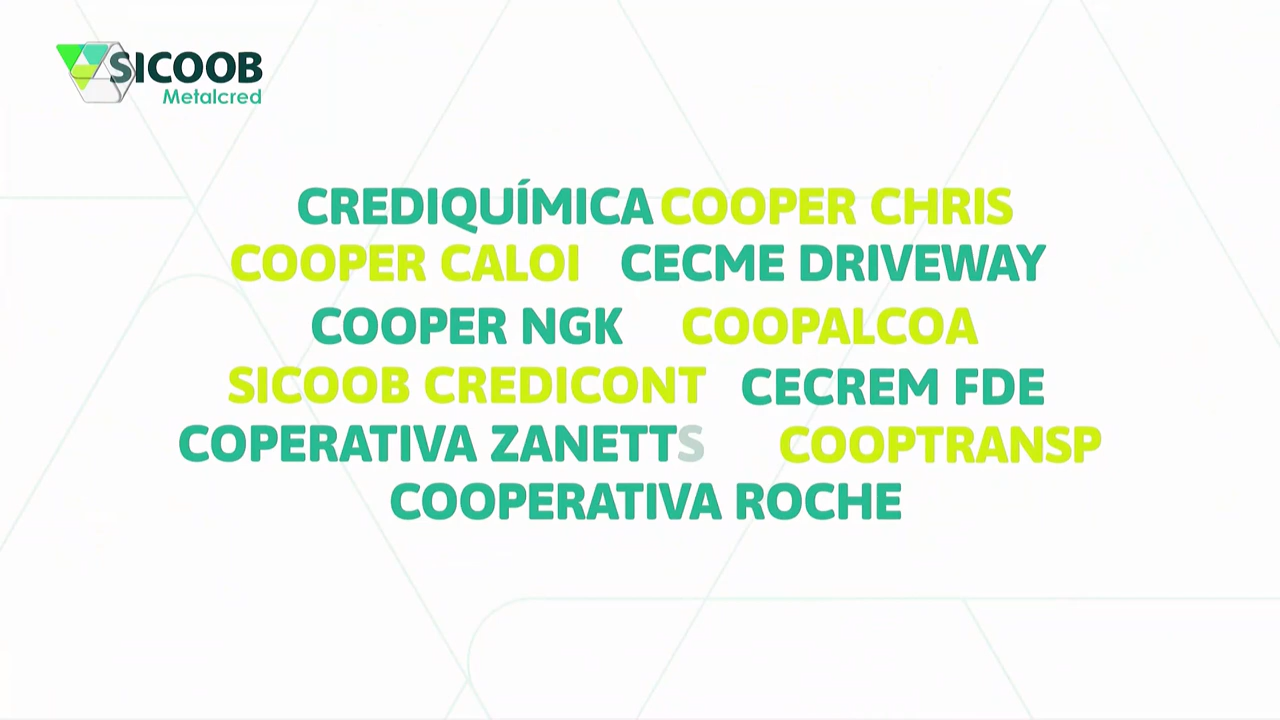 SICOOB
Metalcred
CREDIQUÍMICA COOPER CHRIS
COOPER CALOI CECME DRIVEWAY
COOPER NGK COOPALCOA
SICOOB CREDICONT CECREM FDE
COPERATIVA ZANETTS COOPTRANSP
COOPERATIVA ROCHE